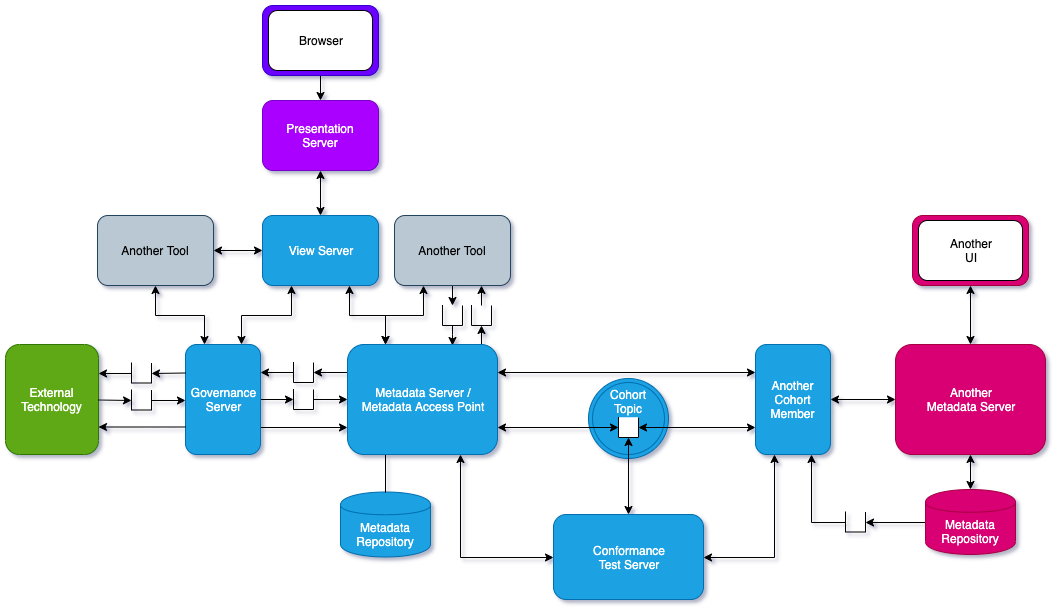 Browser
Presentation
Server
Another Tool
View Server
Another Tool
Another
UI
External
Technology
Governance
Server
Metadata Server /
Metadata Access Point
Cohort
Topic
Another
Cohort
Member
Another
Metadata Server
Metadata
Repository
Conformance
Test Server
Metadata
Repository